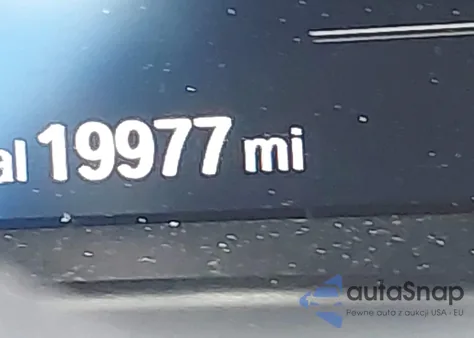 al 19977 mi
autaSnap
Pewne auta z aukcji USA - EU